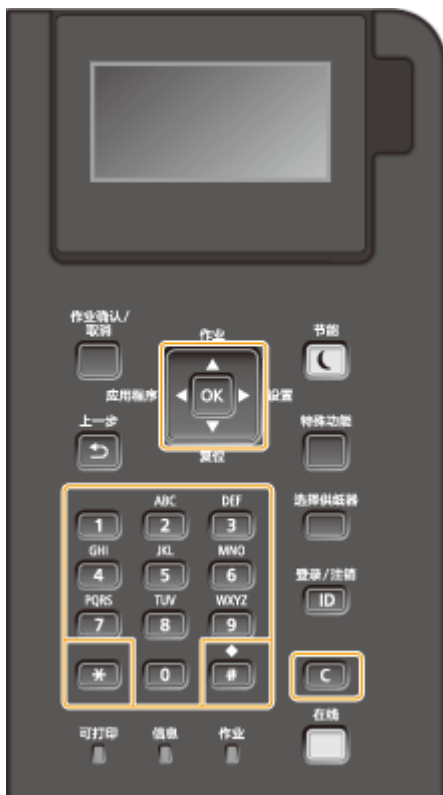 作业确认/
取消
作业
节能
应用程序
OK
设置
上一步
特殊功能
复位
ABC
DEF
选择供纸器
1
2
3
GHI
JKL
MNO
登录/注销
4
5
6
ID
PQRS
TUV
WXYZ
7
8
9
*
0
#
C
在线
可打印
信息
作业